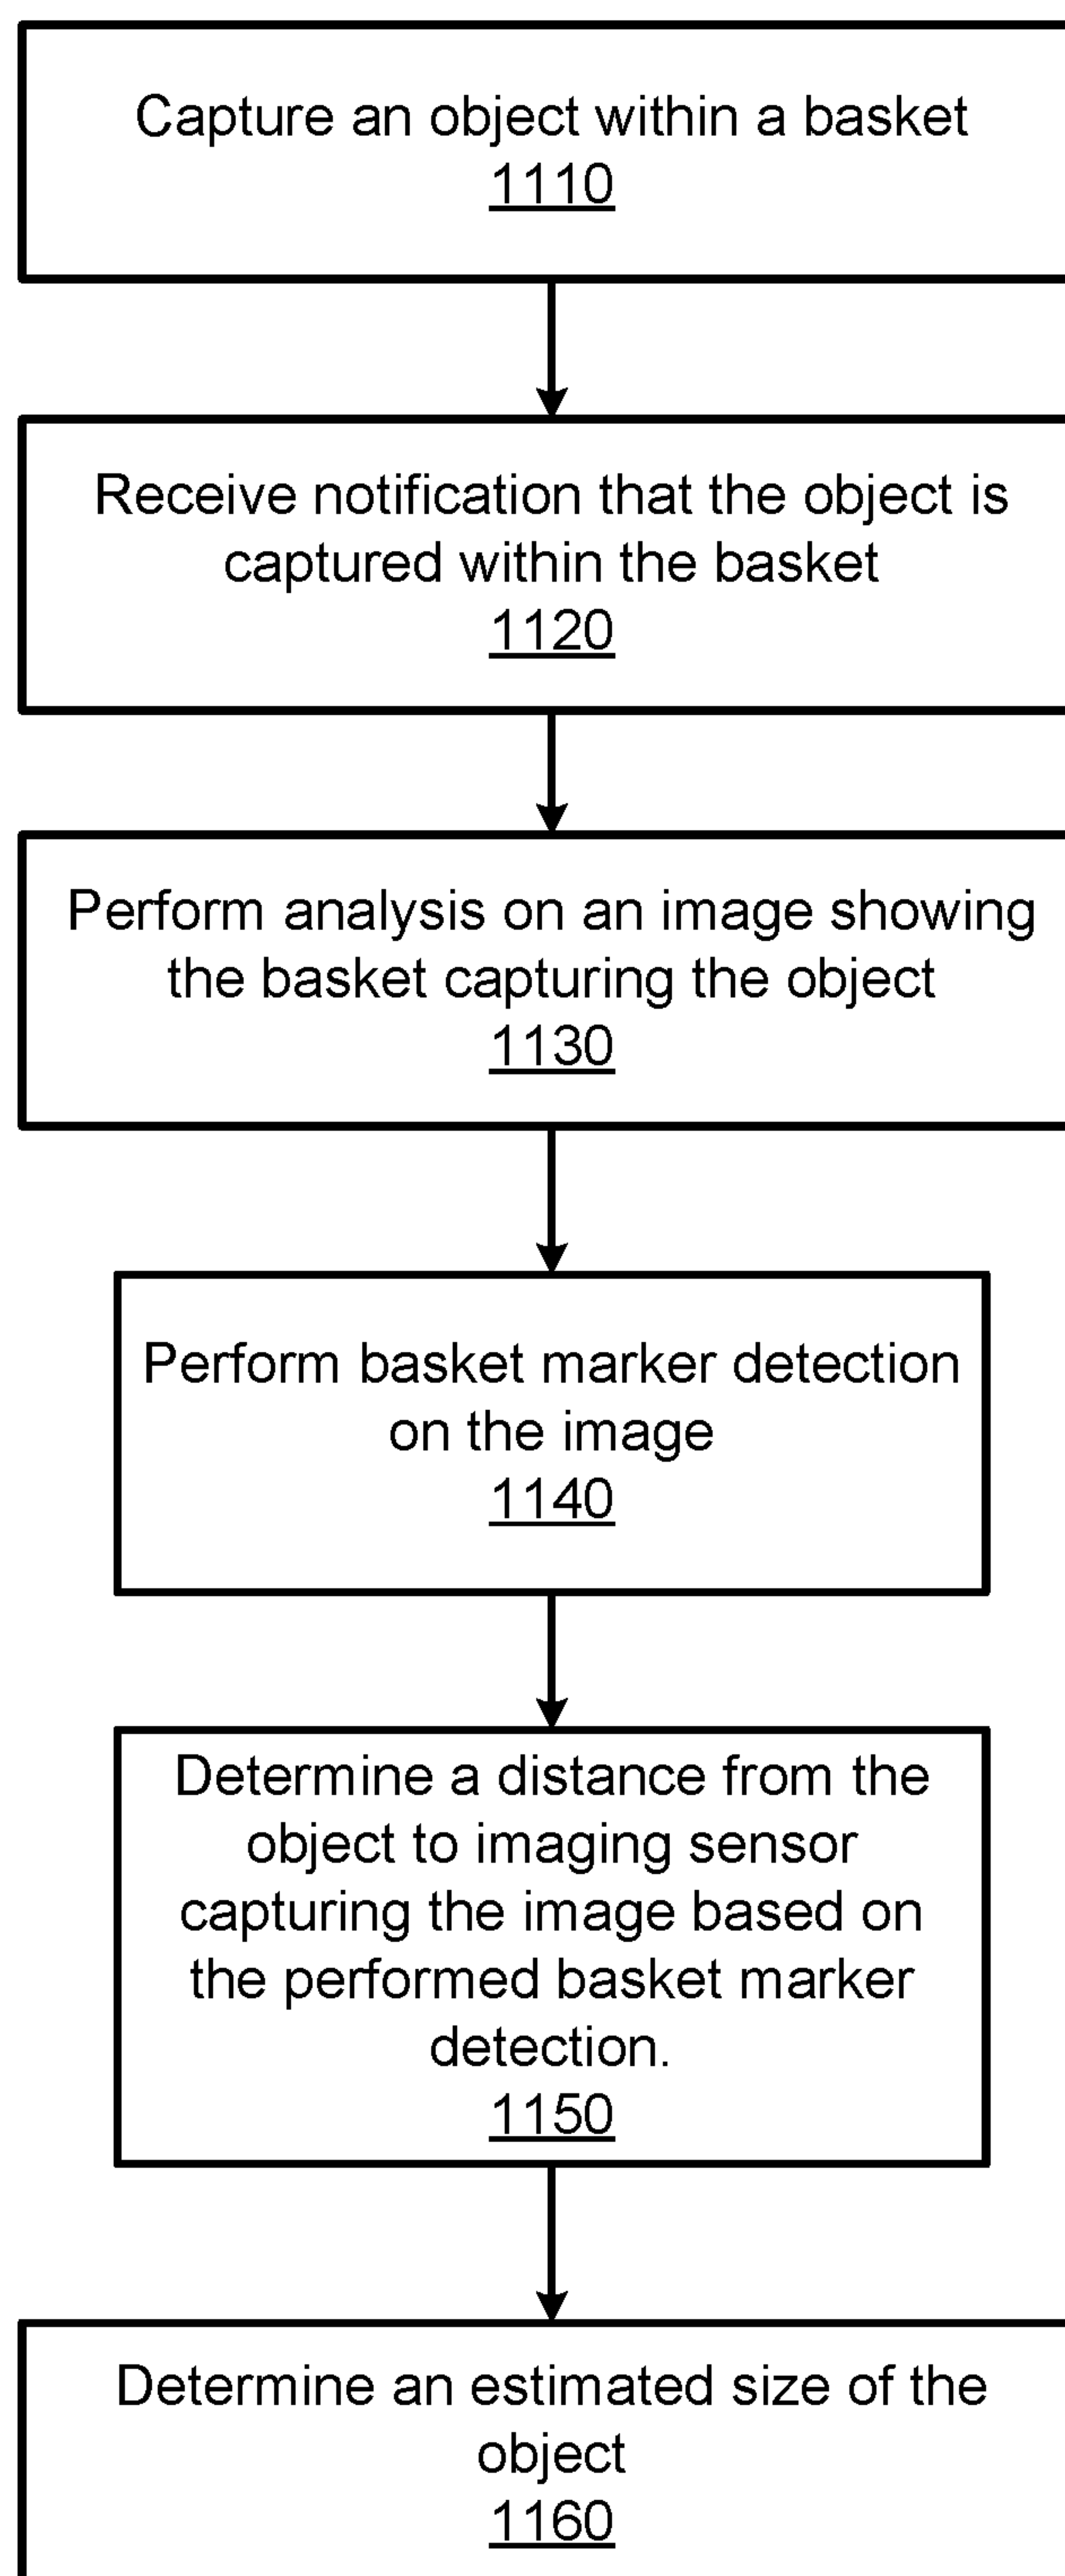 Capture an object within a basket
1110
Receive notification that the object is
captured within the basket
1120
Perform analysis on an image showing
the basket capturing the object
1130
Perform basket marker detection
on the image
1140
Determine a distance from the
object to imaging sensor
capturing the image based on
the performed basket marker
detection.
1150
Determine an estimated size of the
object
1160